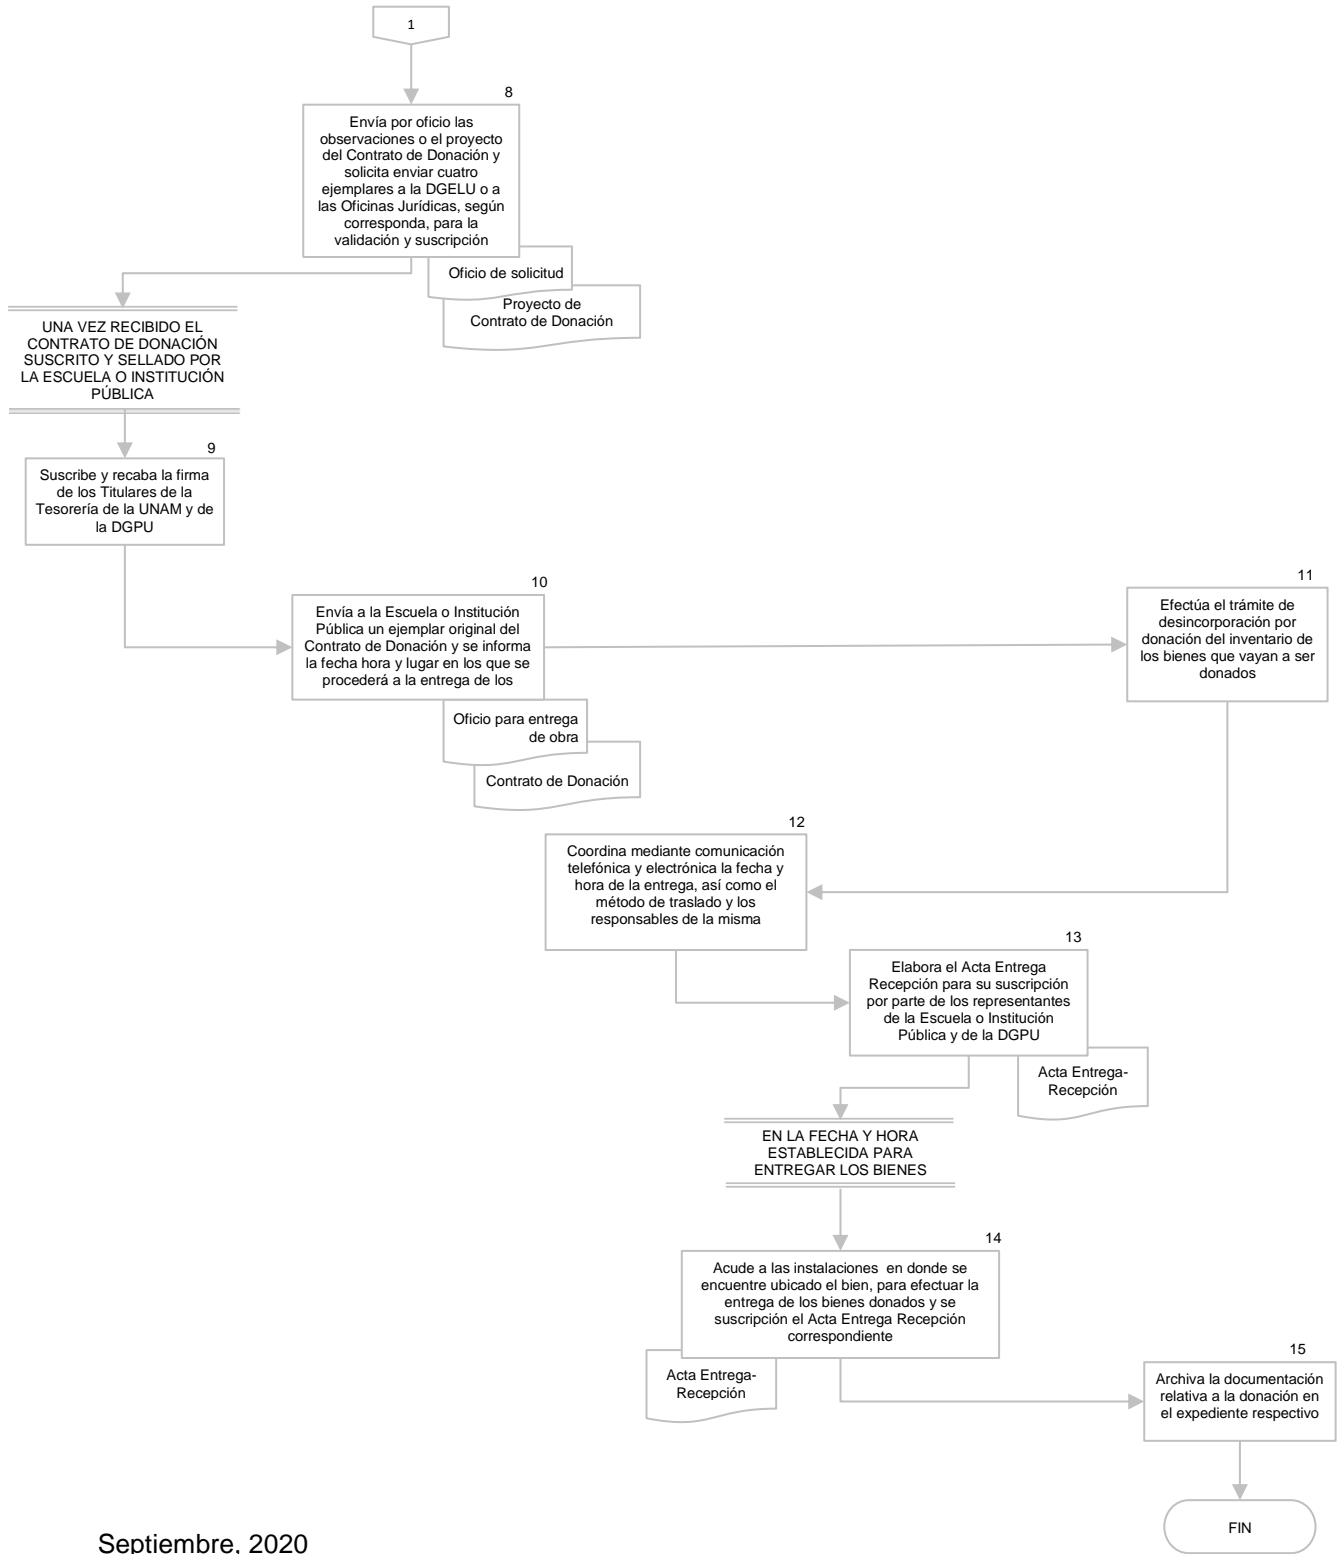 1
8
Envía por oficio las
observaciones o el proyecto
del Contrato de Donación y
solicita enviar cuatro
ejemplares a la DGELU o a
las Oficinas Jurídicas, según
corresponda, para la
validación y suscripción
Oficio de solicitud
Proyecto de
Contrato de Donación
UNA VEZ RECIBIDO EL
CONTRATO DE DONACIÓN
SUSCRITO Y SELLADO POR
LA ESCUELA O INSTITUCIÓN
PÚBLICA
9
Suscribe y recaba la firma
de los Titulares de la
Tesorería de la UNAM y de
la DGPU
10
Envía a la Escuela o Institución
Pública un ejemplar original del
Contrato de Donación y se informa
la fecha hora y lugar en los que se
procederá a la entrega de los
Oficio para entrega
de obra
Contrato de Donación
11
Efectúa el trámite de
desincorporación por
donación del inventario de
los bienes que vayan a ser
donados
12
Coordina mediante comunicación
telefónica y electrónica la fecha y
hora de la entrega, así como el
método de traslado y los
responsables de la misma
13
Elabora el Acta Entrega
Recepción para su suscripción
por parte de los representantes
de la Escuela o Institución
Pública y de la DGPU
Acta Entrega-
Recepción
EN LA FECHA Y HORA
ESTABLECIDA PARA
ENTREGAR LOS BIENES
14
Acude a las instalaciones en donde se
encuentre ubicado el bien, para efectuar la
entrega de los bienes donados y se
suscripción el Acta Entrega Recepción
correspondiente
Acta Entrega-
Recepción
15
Archiva la documentación
relativa a la donación en
el expediente respectivo
FIN
Septiembre, 2020